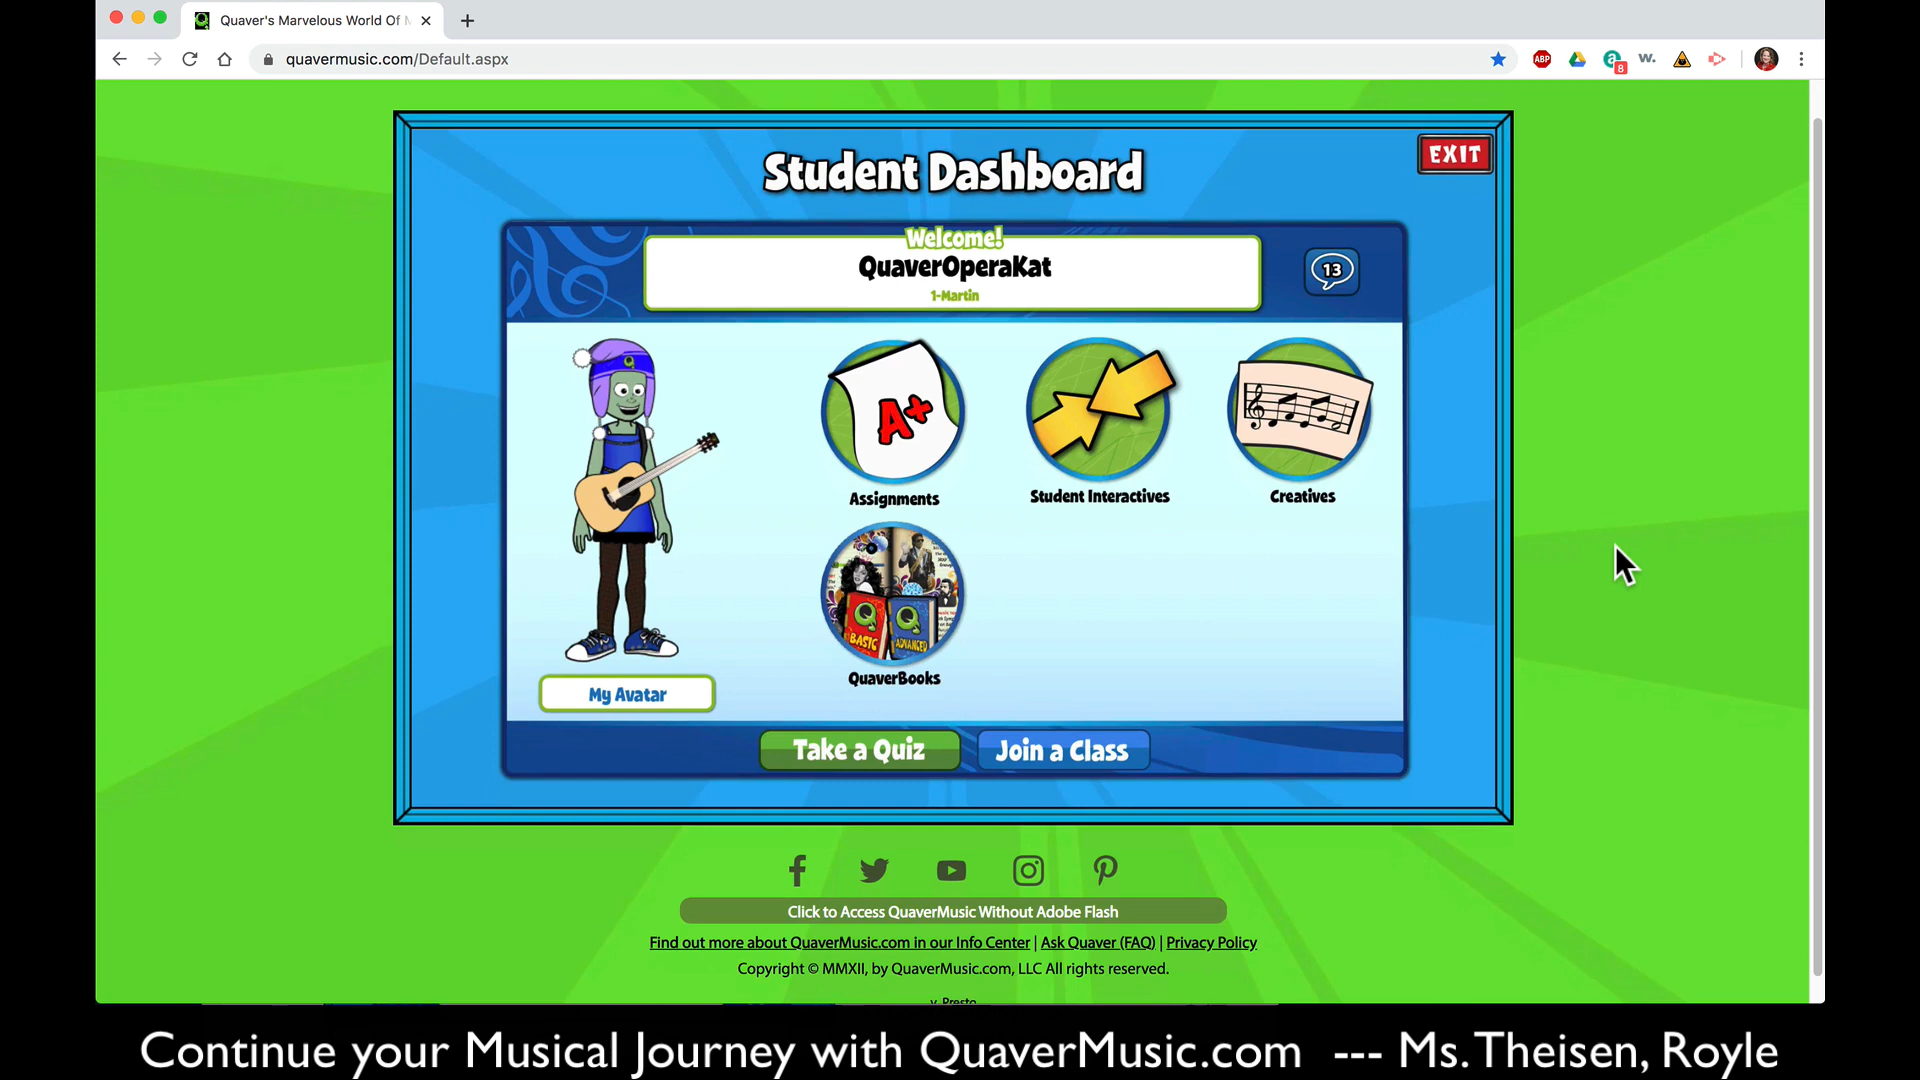 Quaver's Marvelous World Of M
quavermusic.com/Default.aspx
ABP
a
8
w.
Student Dashboard
EXIT
Welcome!
QuaverOperaKat
1-Martin
13
A+
Assignments
Student Interactives
Creatives
Q
BASIC
Q
ADVANCED
QuaverBooks
My Avatar
Take a Quiz
Join a Class
Click to Access QuaverMusic Without Adobe Flash
Find out more about QuaverMusic.com in our Info Center | Ask Quaver (FAQ) | Privacy Policy
Copyright © MMXII, by QuaverMusic.com, LLC All rights reserved.
v. Presto
Continue your Musical Journey with QuaverMusic.com --- Ms. Theisen, Royle